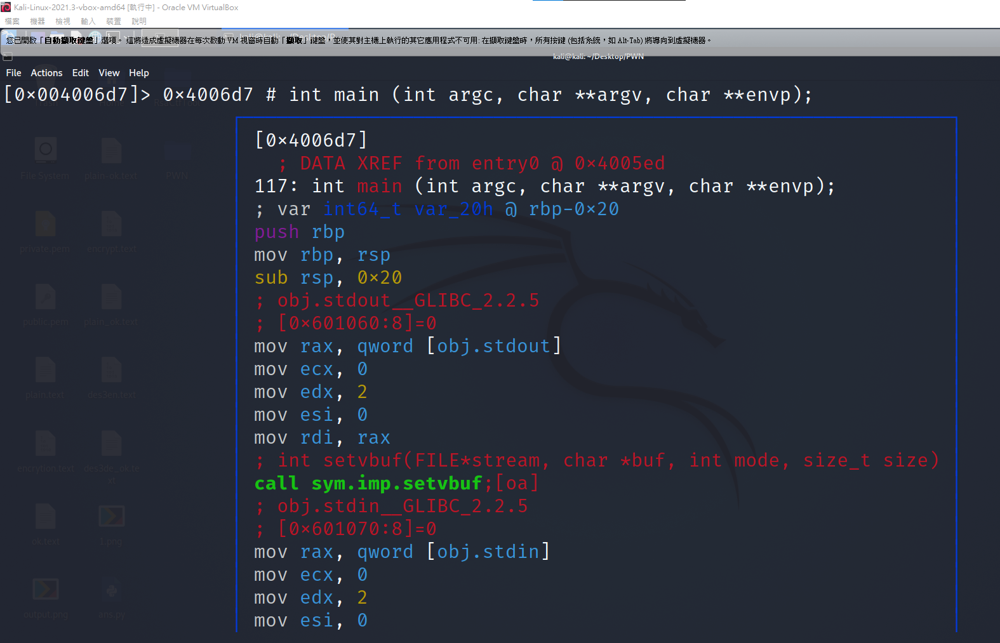 Kali-Linux-2021.3-vbox-amd64 [執行中] - Oracle VM VirtualBox
檔案 機器 檢視 輸入 裝置 說明
您已開啟「自動擷取鍵盤」選項。 這將造成虛擬機器在每次啟動 VM 視窗時自動「擷取」鍵盤，並使其對主機上執行的其它應用程式不可用: 在擷取鍵盤時，所有按鍵 (包括系統，如 Alt-Tab) 將導向到虛擬機器。
kali@kali: ~/Desktop/PWN
File Actions Edit View Help
[0×004006d7]> 0×4006d7 # int main (int argc, char **argv, char **envp);
[0×4006d7]
; DATA XREF from entry0 @ 0×4005ed
117: int main (int argc, char **argv, char **envp);
; var int64_t var_20h @ rbp-0×20
push rbp
mov rbp, rsp
sub rsp, 0×20
; obj.stdout__GLIBC_2.2.5
; [0×601060:8]=0
mov rax, qword [obj.stdout]
mov ecx, 0
mov edx, 2
mov esi, 0
mov rdi, rax
; int setvbuf(FILE*stream, char *buf, int mode, size_t size)
call sym.imp.setvbuf;[oa]
; obj.stdin__GLIBC_2.2.5
; [0×601070:8]=0
mov rax, qword [obj.stdin]
mov ecx, 0
mov edx, 2
mov esi, 0
File System plain-ok.text PWN
private.pem encrypt.text
public.pem plain_ok.text
plain.text des3en.text
encrytion.text des3de_ok.te
xt
ok.text 1.png
output.png ans.py